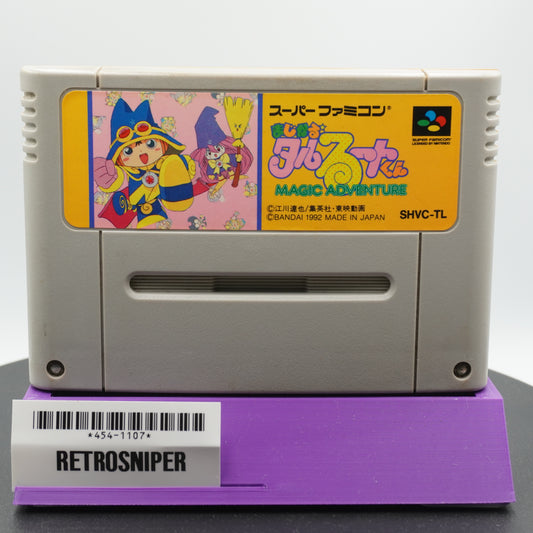 スーパーファミコン®
まじかる
タルるートくん
MAGIC ADVENTURE
©江川達也/集英社・東映動画
©BANDAI 1992 MADE IN JAPAN
SHVC-TL
SUPER FAMICOM
LICENSED BY NINTENDO
*454-1107*
RETROSNIPER